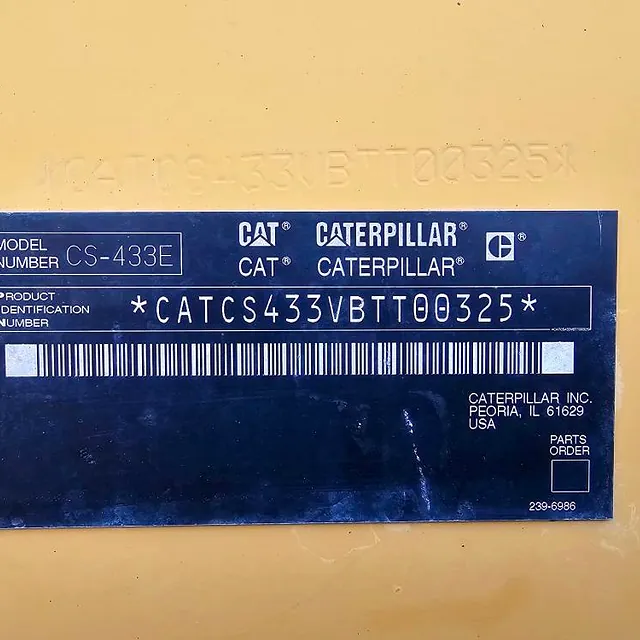 *CATCS433VBTT00325*
MODEL
NUMBER CS-433E
CAT® CATERPILLAR® ®
CAT® CATERPILLAR®
PRODUCT
IDENTIFICATION
NUMBER
*CATCS433VBTT00325*
CATERPILLAR INC.
PEORIA, IL 61629
USA
PARTS
ORDER
239-6986